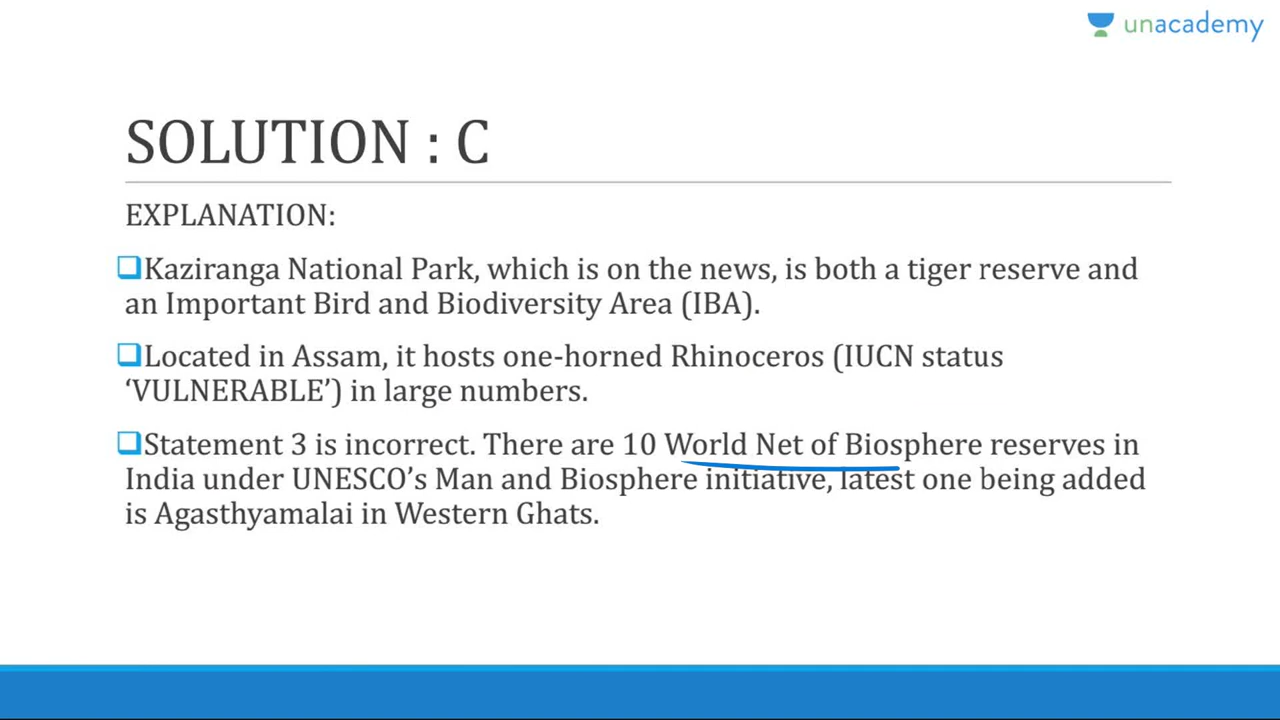 unacademy
SOLUTION : C
EXPLANATION:
Kaziranga National Park, which is on the news, is both a tiger reserve and
an Important Bird and Biodiversity Area (IBA).
Located in Assam, it hosts one-horned Rhinoceros (IUCN status
‘VULNERABLE’) in large numbers.
Statement 3 is incorrect. There are 10 World Net of Biosphere reserves in
India under UNESCO’s Man and Biosphere initiative, latest one being added
is Agasthyamalai in Western Ghats.